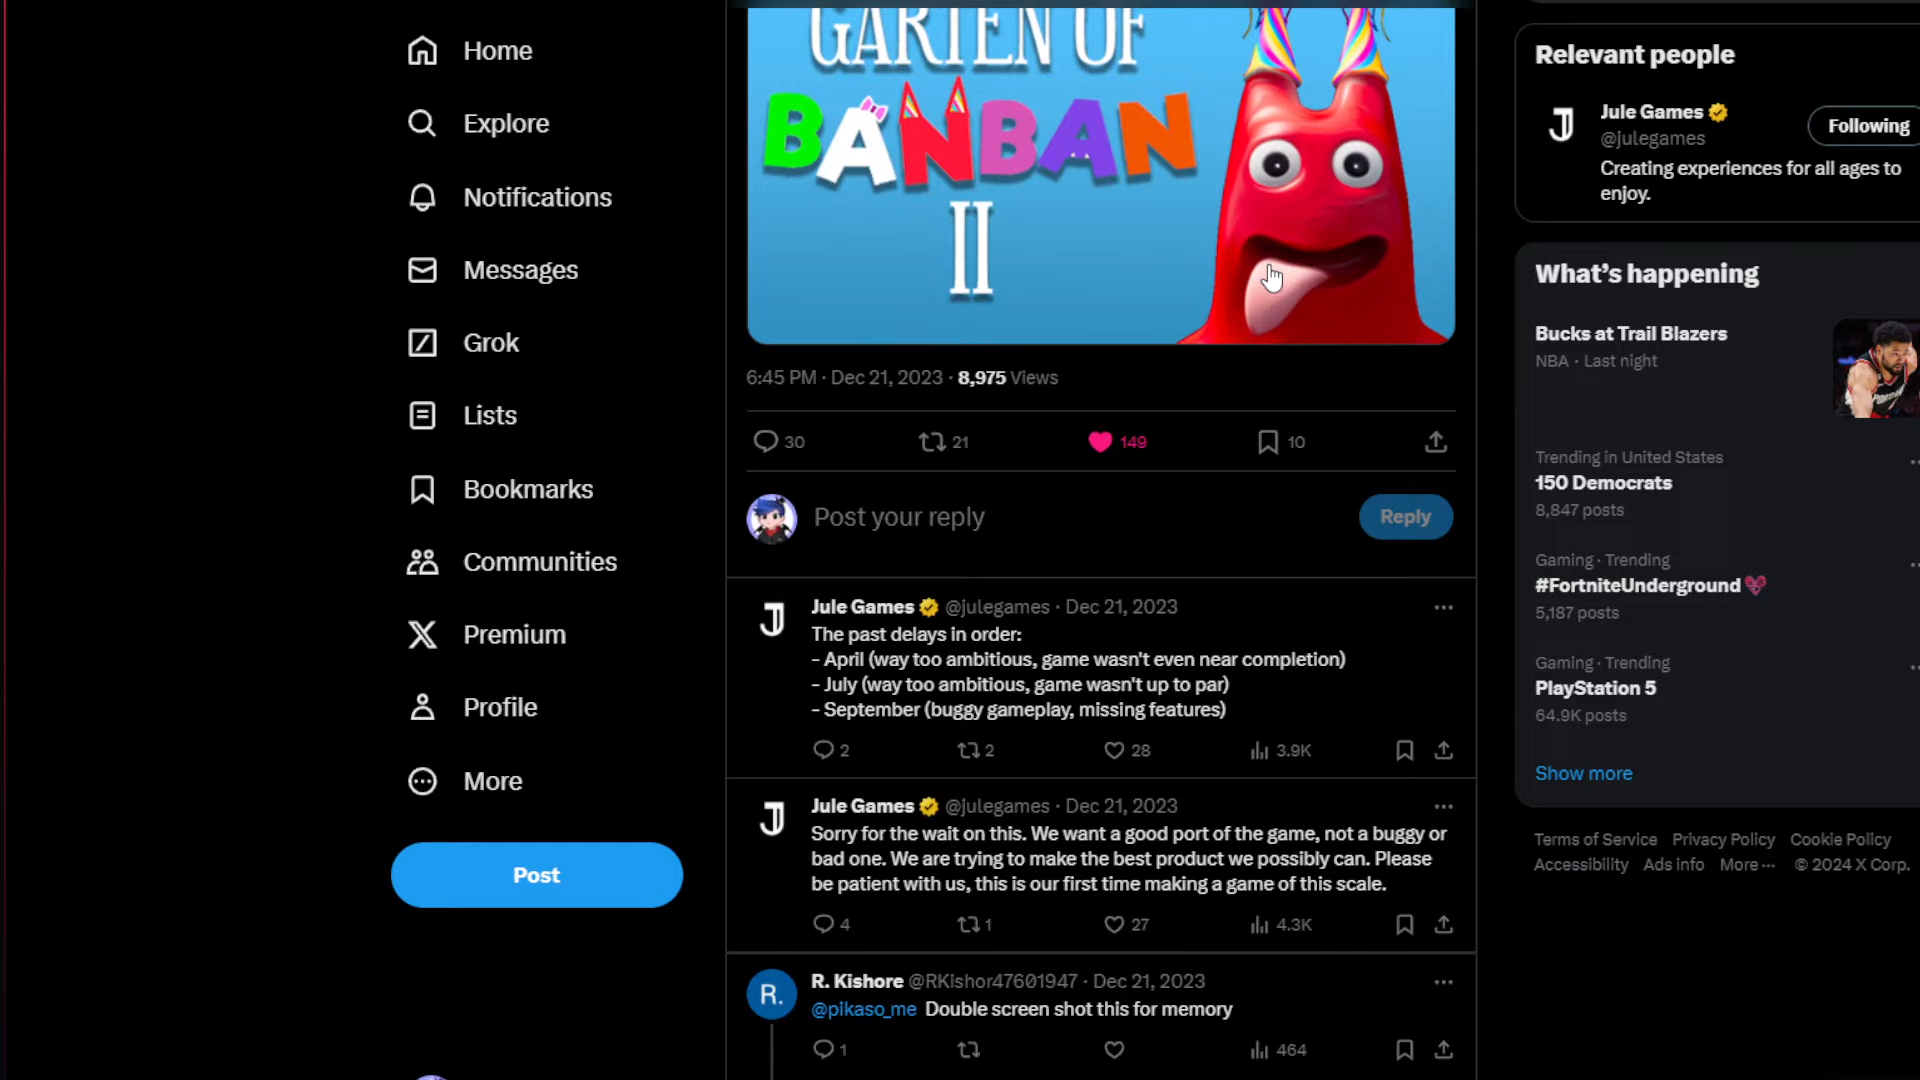 Home
Explore
Notifications
Messages
Grok
Lists
Bookmarks
Communities
Premium
Profile
More
Post
GARTEN OF
BANBAN
II
6:45 PM · Dec 21, 2023 · 8,975 Views
30 21 149 10
Post your reply
Reply
Jule Games @julegames · Dec 21, 2023
The past delays in order:
- April (way too ambitious, game wasn't even near completion)
- July (way too ambitious, game wasn't up to par)
- September (buggy gameplay, missing features)
2 2 28 3.9K
Jule Games @julegames · Dec 21, 2023
Sorry for the wait on this. We want a good port of the game, not a buggy or
bad one. We are trying to make the best product we possibly can. Please
be patient with us, this is our first time making a game of this scale.
4 1 27 4.3K
R.
R. Kishore @RKishor47601947 · Dec 21, 2023
@pikaso_me Double screen shot this for memory
1 464
Relevant people
Jule Games
@julegames
Following
Creating experiences for all ages to
enjoy.
What's happening
Bucks at Trail Blazers
NBA · Last night
Trending in United States
150 Democrats
8,847 posts
Gaming · Trending
#FortniteUnderground
5,187 posts
Gaming · Trending
PlayStation 5
64.9K posts
Show more
Terms of Service Privacy Policy Cookie Policy
Accessibility Ads info More ··· © 2024 X Corp.